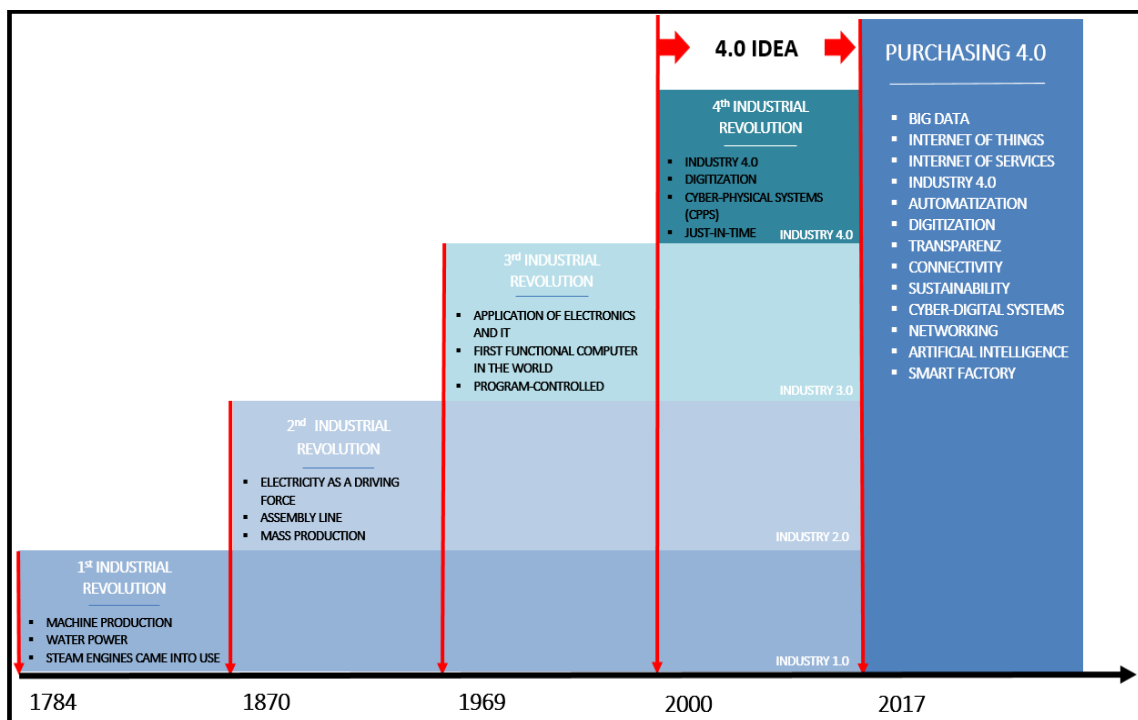 4.0 IDEA
PURCHASING 4.0
▪ BIG DATA
▪ INTERNET OF THINGS
▪ INTERNET OF SERVICES
▪ INDUSTRY 4.0
▪ AUTOMATIZATION
▪ DIGITIZATION
▪ TRANSPARENZ
▪ CONNECTIVITY
▪ SUSTAINABILITY
▪ CYBER-DIGITAL SYSTEMS
▪ NETWORKING
▪ ARTIFICIAL INTELLIGENCE
▪ SMART FACTORY
4th INDUSTRIAL
REVOLUTION
▪ INDUSTRY 4.0
▪ DIGITIZATION
▪ CYBER-PHYSICAL SYSTEMS
(CPPS)
▪ JUST-IN-TIME
INDUSTRY 4.0
3rd INDUSTRIAL
REVOLUTION
▪ APPLICATION OF ELECTRONICS
AND IT
▪ FIRST FUNCTIONAL COMPUTER
IN THE WORLD
▪ PROGRAM-CONTROLLED
INDUSTRY 3.0
2nd INDUSTRIAL
REVOLUTION
▪ ELECTRICITY AS A DRIVING
FORCE
▪ ASSEMBLY LINE
▪ MASS PRODUCTION
INDUSTRY 2.0
1st INDUSTRIAL
REVOLUTION
▪ MACHINE PRODUCTION
▪ WATER POWER
▪ STEAM ENGINES CAME INTO USE
INDUSTRY 1.0
1784
1870
1969
2000
2017